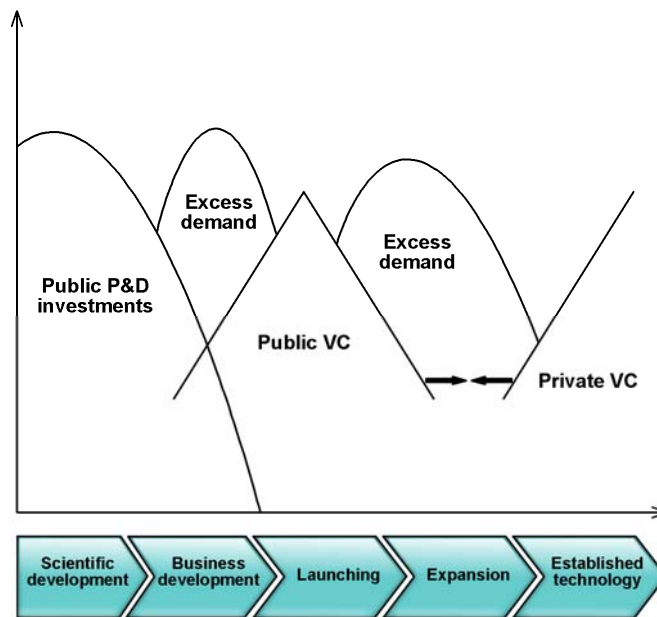 Excess
demand
Excess
demand
Public P&D
investments
Public VC
Private VC
Scientific
development
Business
development
Launching
Expansion
Established
technology